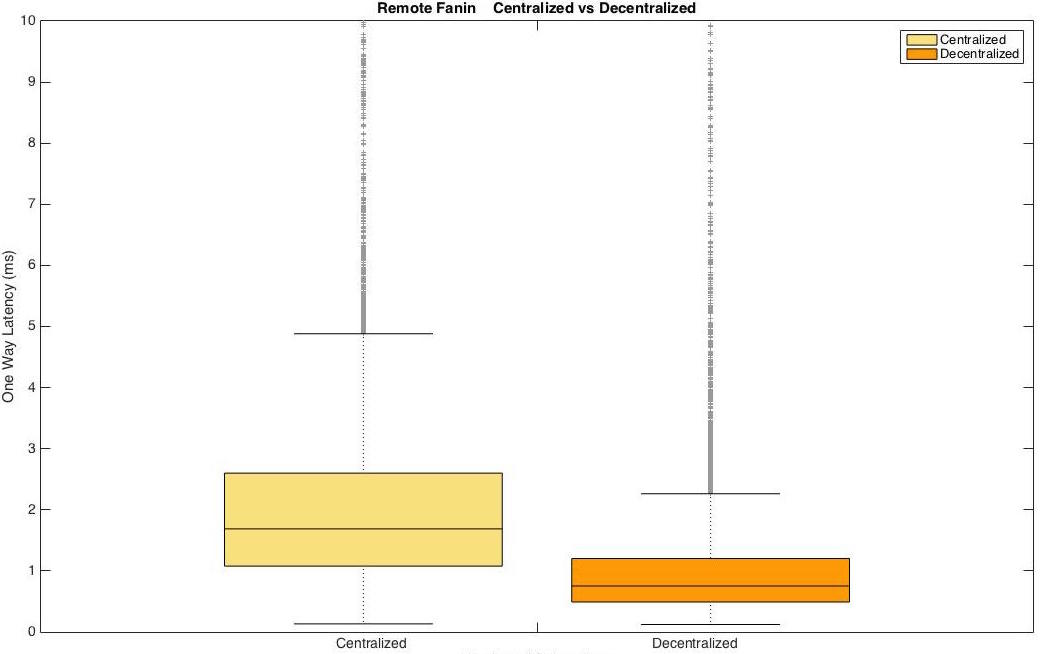 Remote Fanin Centralized vs Decentralized
Centralized
Decentralized
10
9
8
7
6
5
4
3
2
1
0
One Way Latency (ms)
Centralized Decentralized